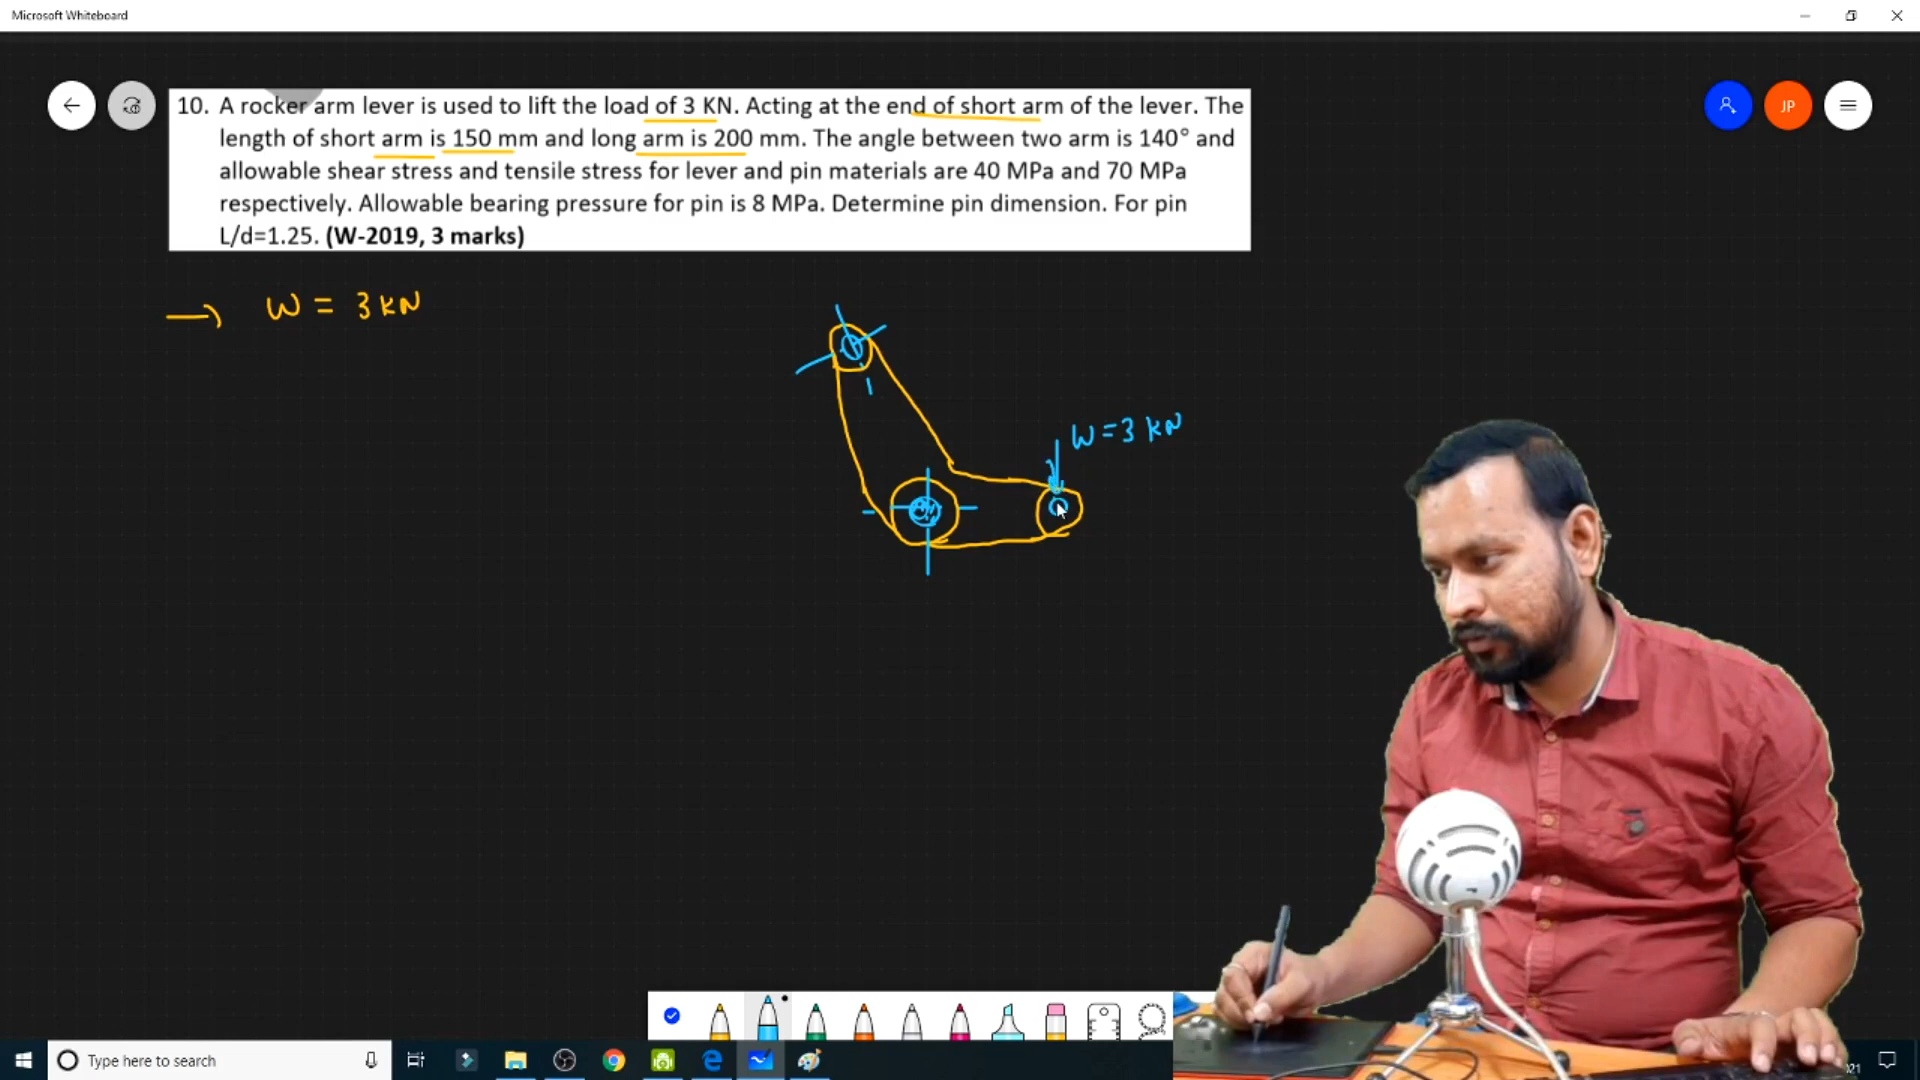 Microsoft Whiteboard
10. A rocker arm lever is used to lift the load of 3 KN. Acting at the end of short arm of the lever. The
length of short arm is 150 mm and long arm is 200 mm. The angle between two arm is 140° and
allowable shear stress and tensile stress for lever and pin materials are 40 MPa and 70 MPa
respectively. Allowable bearing pressure for pin is 8 MPa. Determine pin dimension. For pin
L/d=1.25. (W-2019, 3 marks)
JP
→ W = 3 kN
W = 3 kN
Type here to search